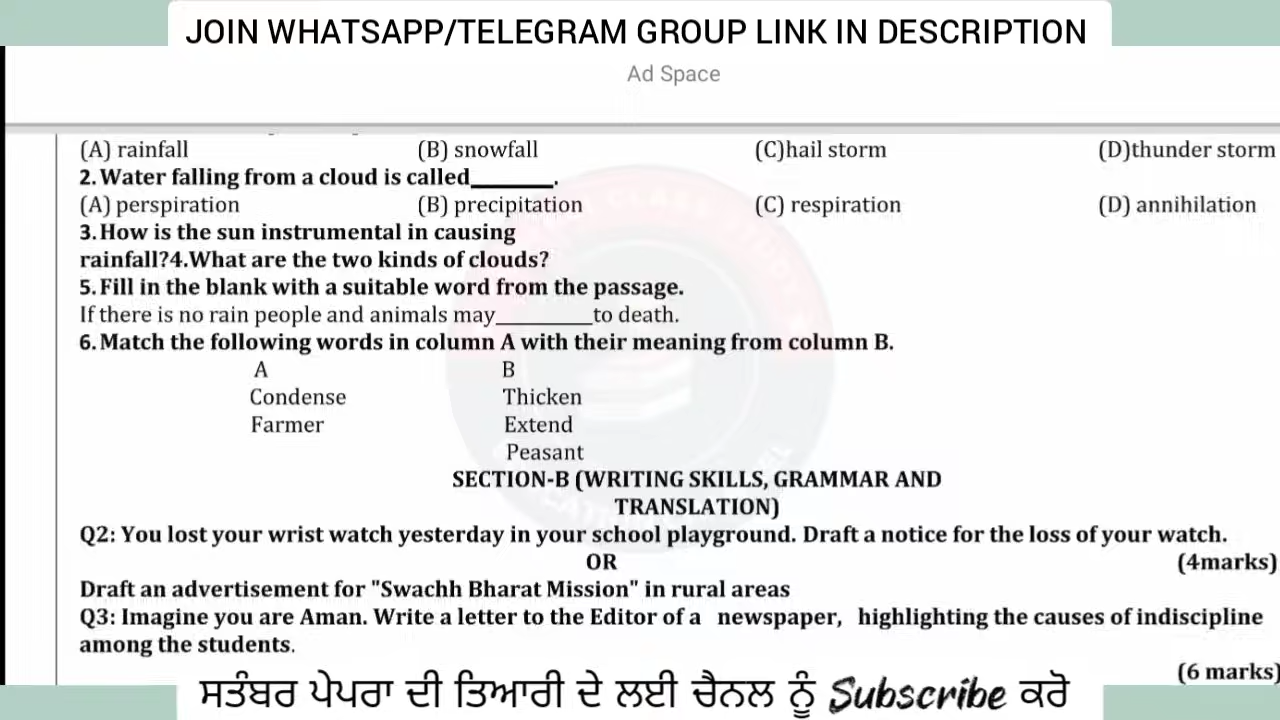 JOIN WHATSAPP/TELEGRAM GROUP LINK IN DESCRIPTION
Ad Space
(A) rainfall (B) snowfall (C)hail storm (D)thunder storm
2. Water falling from a cloud is called_______.
(A) perspiration (B) precipitation (C) respiration (D) annihilation
3. How is the sun instrumental in causing
rainfall?4.What are the two kinds of clouds?
5. Fill in the blank with a suitable word from the passage.
If there is no rain people and animals may________to death.
6. Match the following words in column A with their meaning from column B.
A B
Condense Thicken
Farmer Extend
Peasant
SECTION-B (WRITING SKILLS, GRAMMAR AND
TRANSLATION)
Q2: You lost your wrist watch yesterday in your school playground. Draft a notice for the loss of your watch.
OR (4marks)
Draft an advertisement for "Swachh Bharat Mission" in rural areas
Q3: Imagine you are Aman. Write a letter to the Editor of a newspaper, highlighting the causes of indiscipline
among the students.
(6 marks)
ਸਤੰਬਰ ਪੇਪਰਾ ਦੀ ਤਿਆਰੀ ਦੇ ਲਈ ਚੈਨਲ ਨੂੰ Subscribe ਕਰੋ